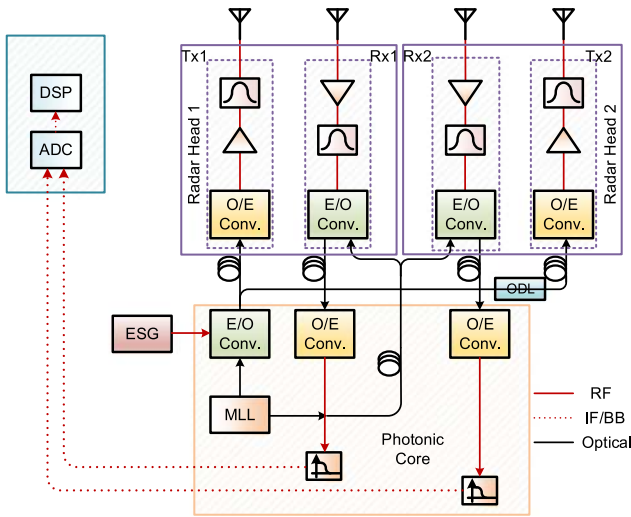 Tx1
Rx1
Rx2
Tx2
DSP
ADC
Radar Head 1
Radar Head 2
O/E
Conv.
E/O
Conv.
E/O
Conv.
O/E
Conv.
ODL
ESG
E/O
Conv.
O/E
Conv.
O/E
Conv.
MLL
Photonic
Core
RF
IF/BB
Optical